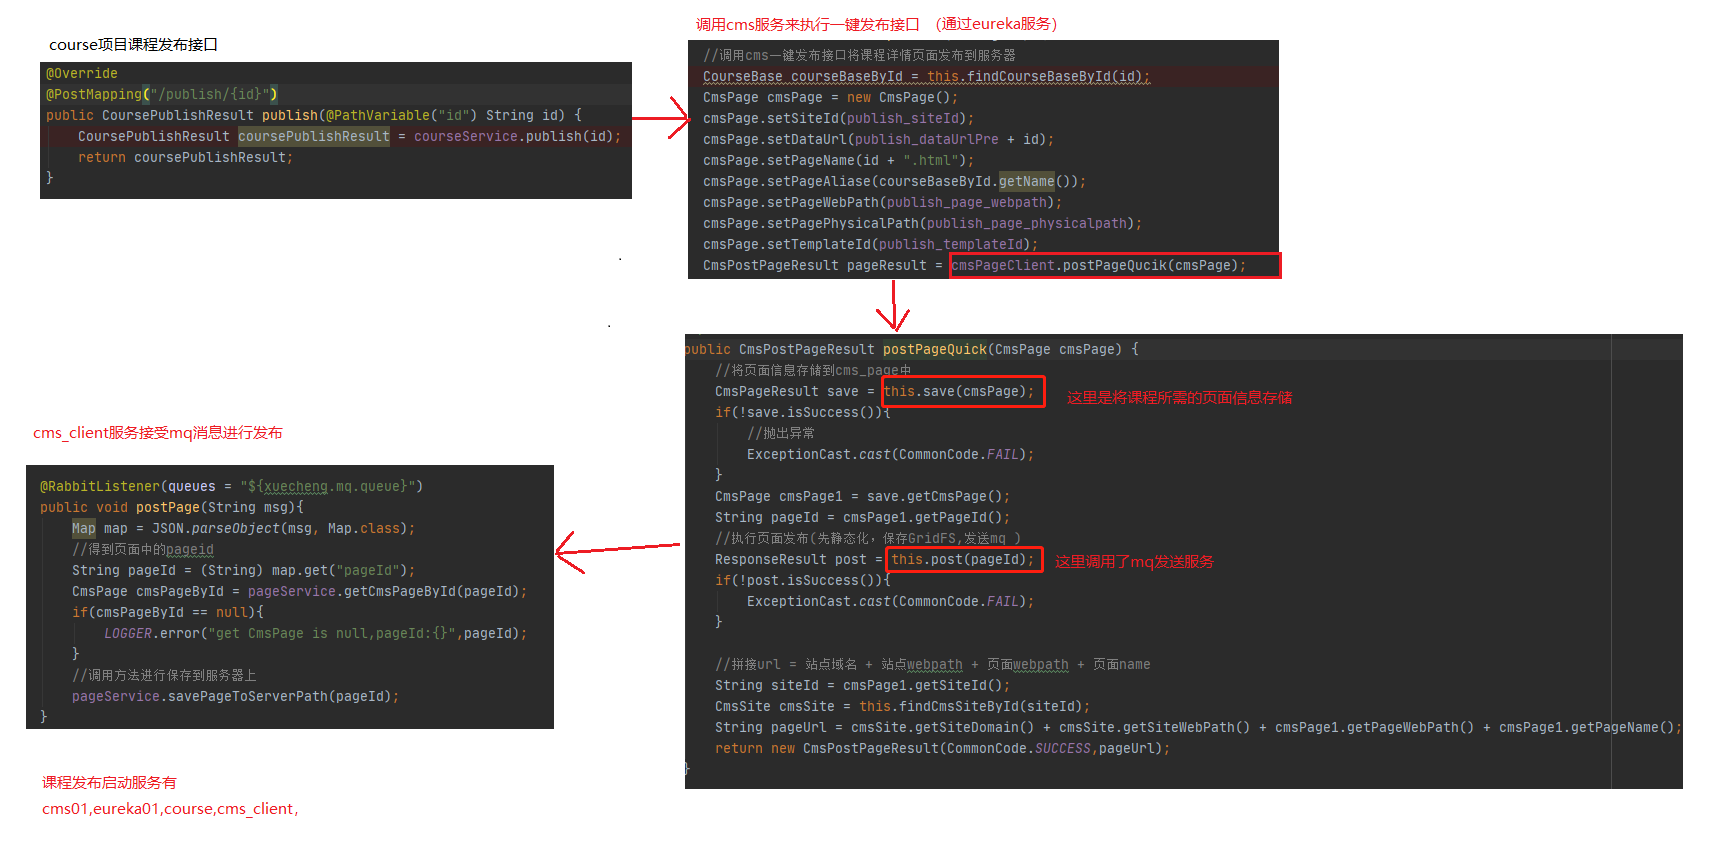 course项目课程发布接口
@Override
@PostMapping("/publish/{id}")
public CoursePublishResult publish(@PathVariable("id") String id) {
CoursePublishResult coursePublishResult = courseService.publish(id);
return coursePublishResult;
}
调用cms服务来执行一键发布接口 （通过eureka服务）
//调用cms一键发布接口将课程详情页面发布到服务器
CourseBase courseBaseById = this.findCourseBaseById(id);
CmsPage cmsPage = new CmsPage();
cmsPage.setSiteId(publish_siteId);
cmsPage.setDataUrl(publish_dataUrlPre + id);
cmsPage.setPageName(id + ".html");
cmsPage.setPageAliase(courseBaseById.getName());
cmsPage.setPageWebPath(publish_page_webpath);
cmsPage.setPagePhysicalPath(publish_page_physicalpath);
cmsPage.setTemplateId(publish_templateId);
CmsPostPageResult pageResult = cmsPageClient.postPageQucik(cmsPage);
public CmsPostPageResult postPageQuick(CmsPage cmsPage) {
//将页面信息存储到cms_page中
CmsPageResult save = this.save(cmsPage);
这里是将课程所需的页面信息存储
if(!save.isSuccess()){
//抛出异常
ExceptionCast.cast(CommonCode.FAIL);
}
CmsPage cmsPage1 = save.getCmsPage();
String pageId = cmsPage1.getPageId();
//执行页面发布(先静态化，保存GridFS,发送mq )
ResponseResult post = this.post(pageId);
这里调用了mq发送服务
if(!post.isSuccess()){
ExceptionCast.cast(CommonCode.FAIL);
}
//拼接url = 站点域名 + 站点webpath + 页面webpath + 页面name
String siteId = cmsPage1.getSiteId();
CmsSite cmsSite = this.findCmsSiteById(siteId);
String pageUrl = cmsSite.getSiteDomain() + cmsSite.getSiteWebPath() + cmsPage1.getPageWebPath() + cmsPage1.getPageName();
return new CmsPostPageResult(CommonCode.SUCCESS,pageUrl);
}
cms_client服务接受mq消息进行发布
@RabbitListener(queues = "${xuecheng.mq.queue}")
public void postPage(String msg){
Map map = JSON.parseObject(msg, Map.class);
//得到页面中的pageid
String pageId = (String) map.get("pageId");
CmsPage cmsPageById = pageService.getCmsPageById(pageId);
if(cmsPageById == null){
LOGGER.error("get CmsPage is null,pageId:{}",pageId);
}
//调用方法进行保存到服务器上
pageService.savePageToServerPath(pageId);
}
课程发布启动服务有
cms01,eureka01,course,cms_client,